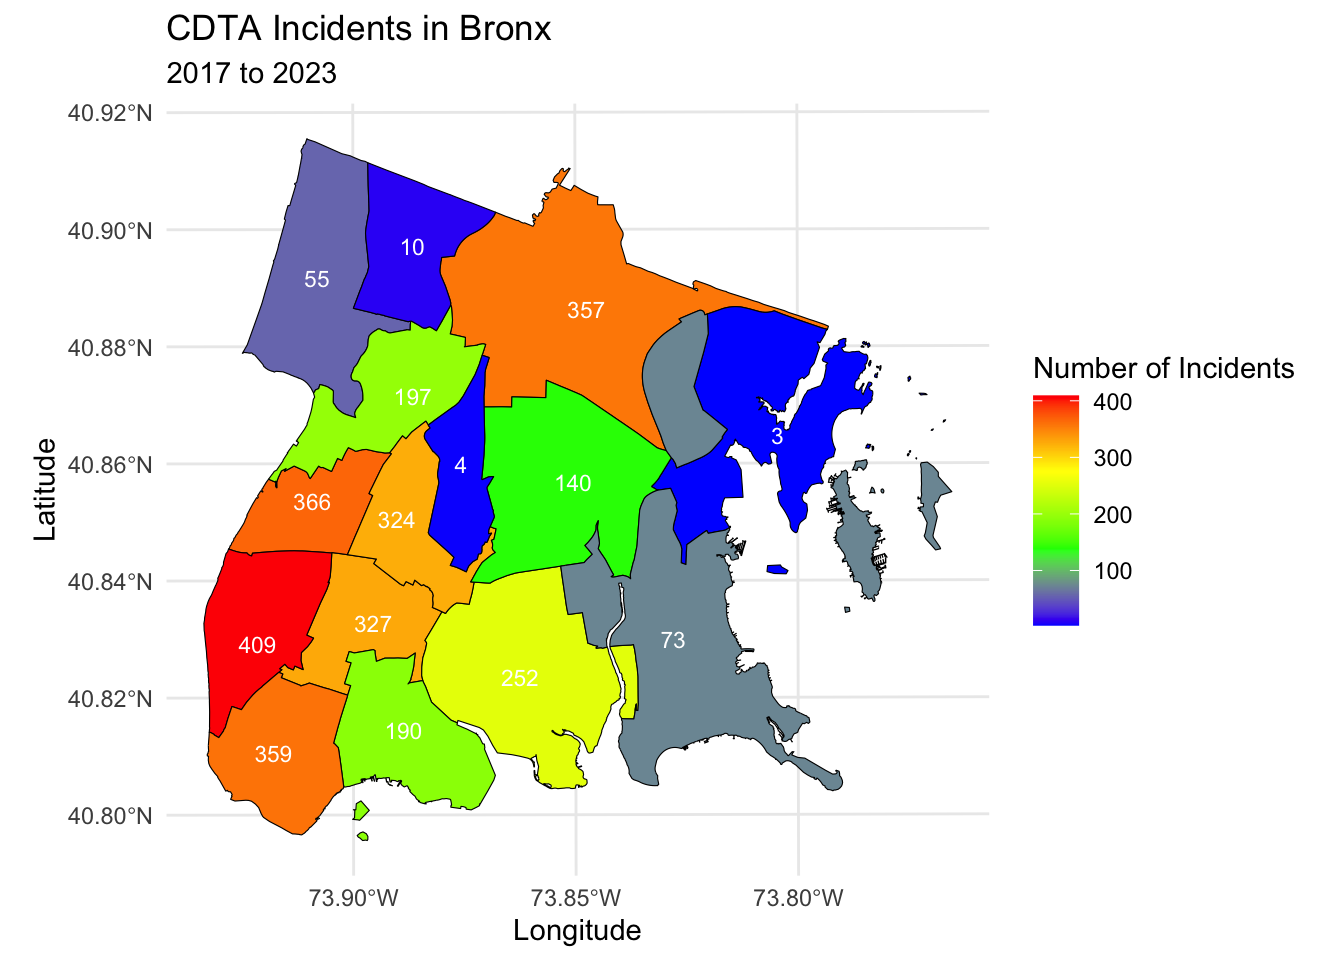 CDTA Incidents in Bronx
2017 to 2023
40.92°N
40.90°N
40.88°N
40.86°N
40.84°N
40.82°N
40.80°N
Latitude
10
55
357
197
3
4
140
366
324
327
409
73
252
190
359
Number of Incidents
400
300
200
100
73.90°W
73.85°W
73.80°W
Longitude